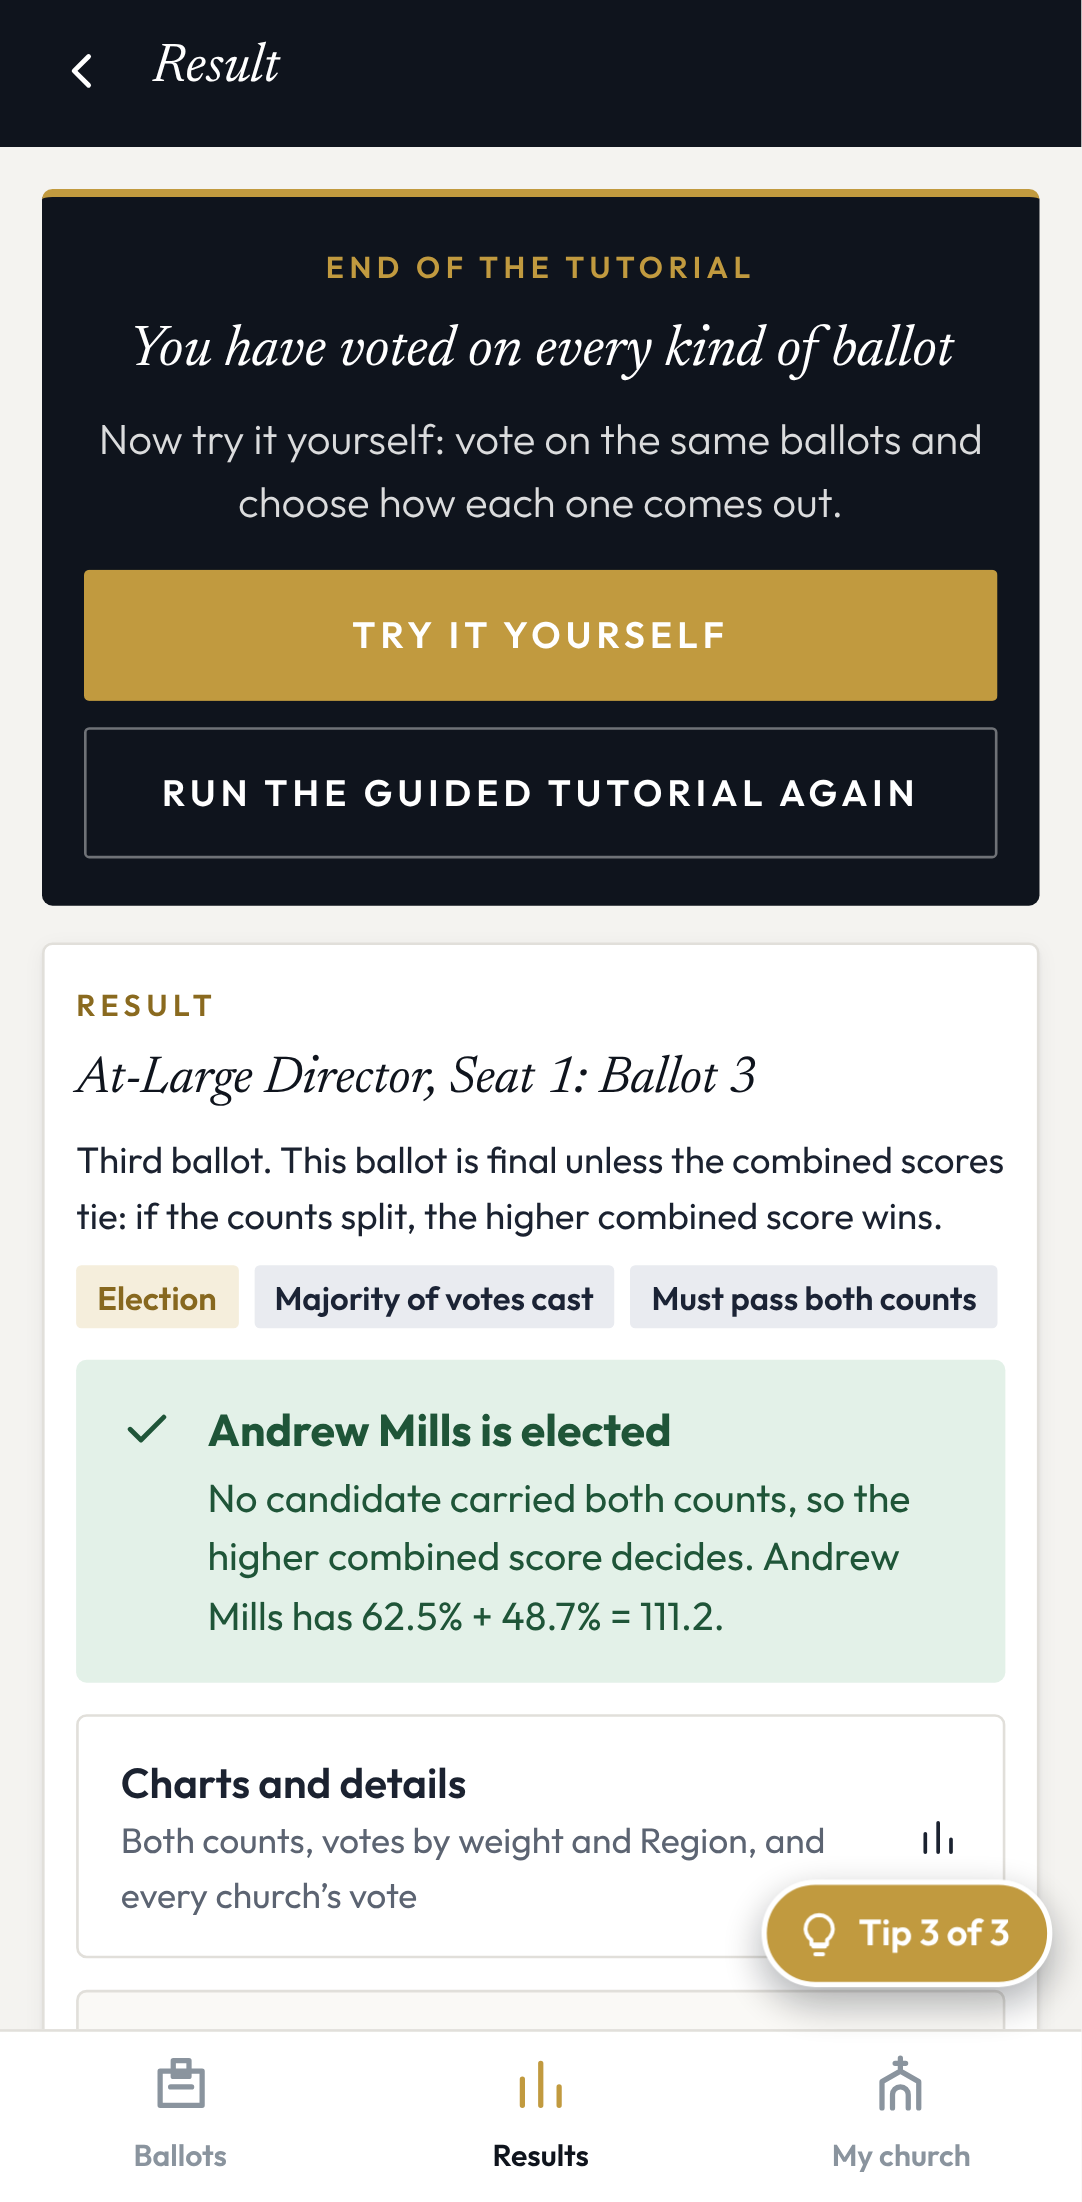 Result
END OF THE TUTORIAL
You have voted on every kind of ballot
Now try it yourself: vote on the same ballots and
choose how each one comes out.
TRY IT YOURSELF
RUN THE GUIDED TUTORIAL AGAIN
RESULT
At-Large Director, Seat 1: Ballot 3
Third ballot. This ballot is final unless the combined scores
tie: if the counts split, the higher combined score wins.
Election Majority of votes cast Must pass both counts
Andrew Mills is elected
No candidate carried both counts, so the
higher combined score decides. Andrew
Mills has 62.5% + 48.7% = 111.2.
Charts and details
Both counts, votes by weight and Region, and
every church’s vote
Tip 3 of 3
Ballots Results My church